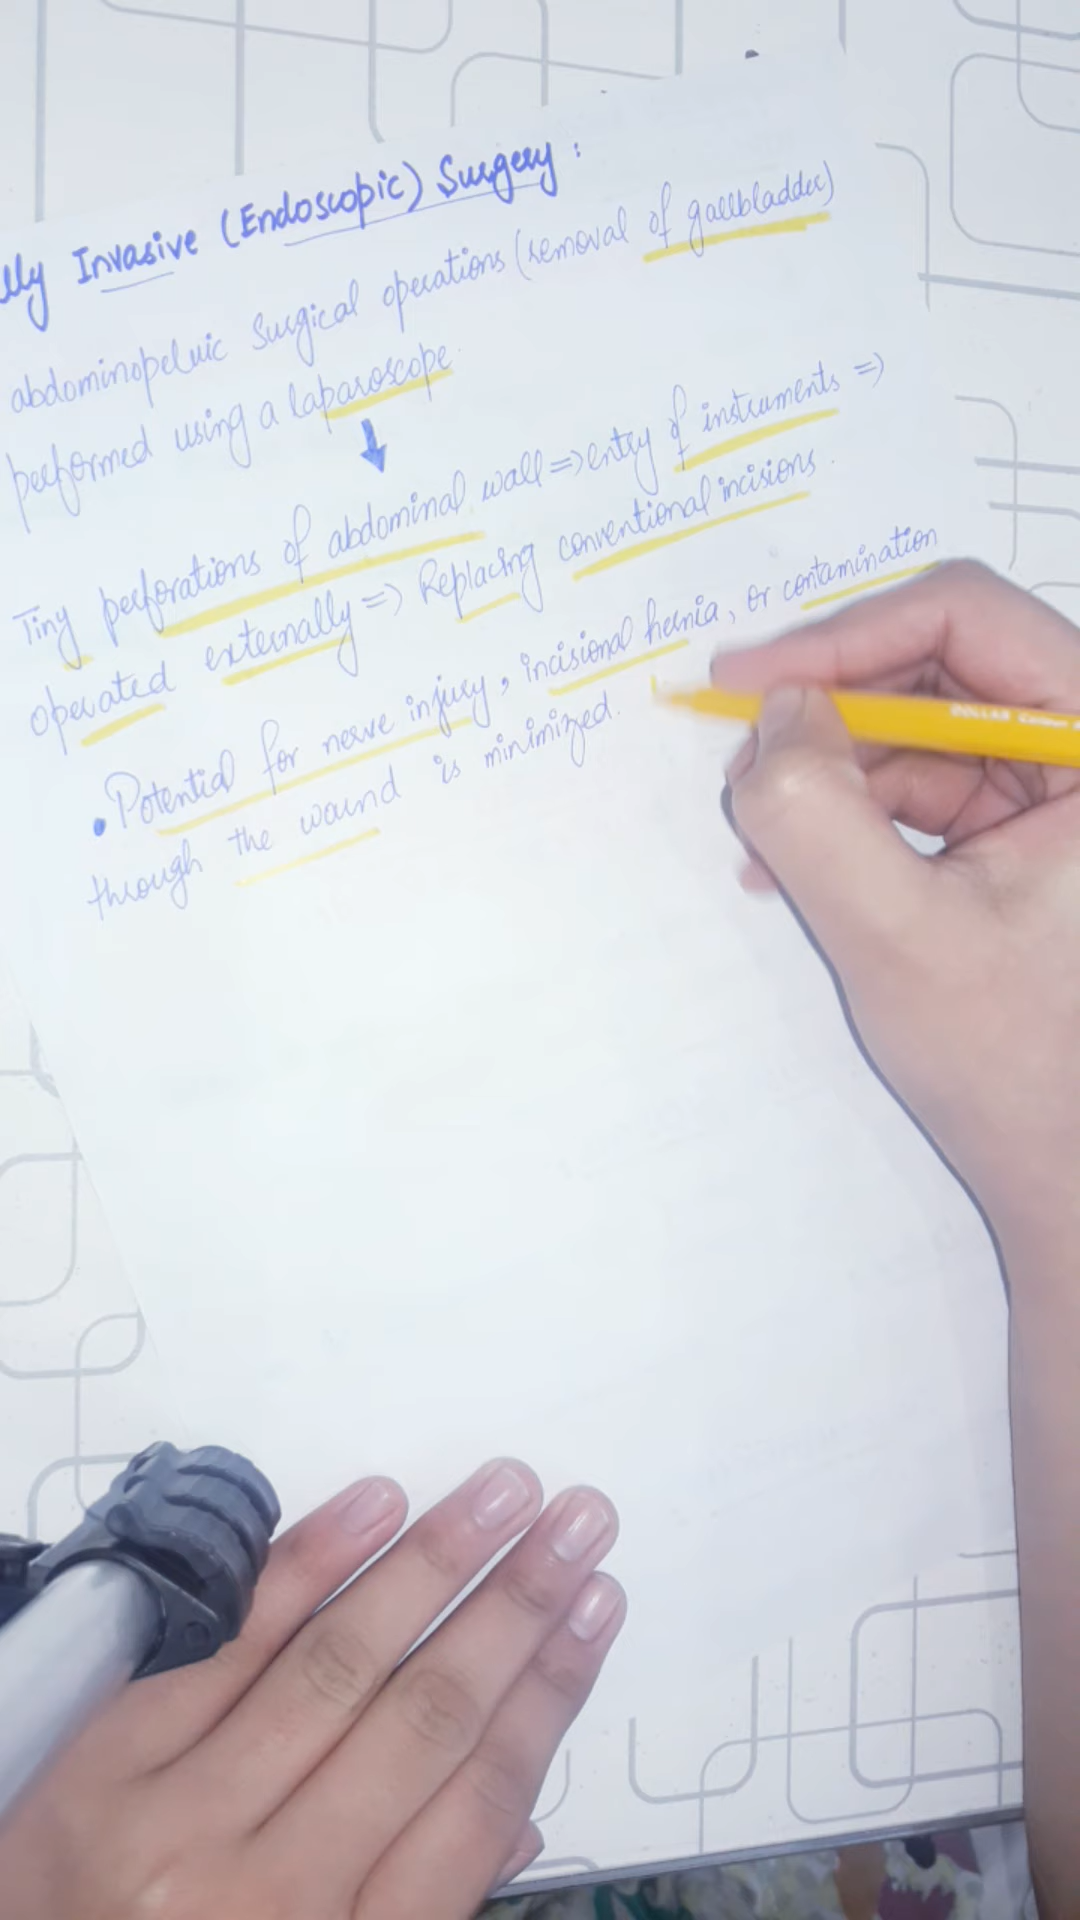 lly Invasive (Endoscopic) Surgery :
abdominopelvic surgical operations (removal of gallbladder)
performed using a laparoscope.
Tiny perforations of abdominal wall => entry of instruments =>
operated externally => Replacing conventional incisions.
• Potential for nerve injury, incisional hernia, or contamination
through the wound is minimized.
DOLLAR Colour